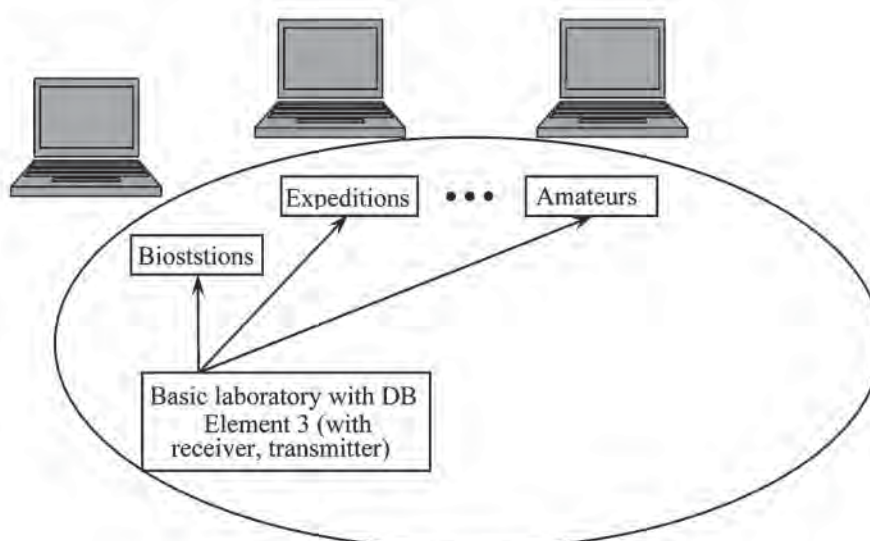 Expeditions
• • •
Amateurs
Bioststions
Basic laboratory with DB
Element 3 (with
receiver, transmitter)